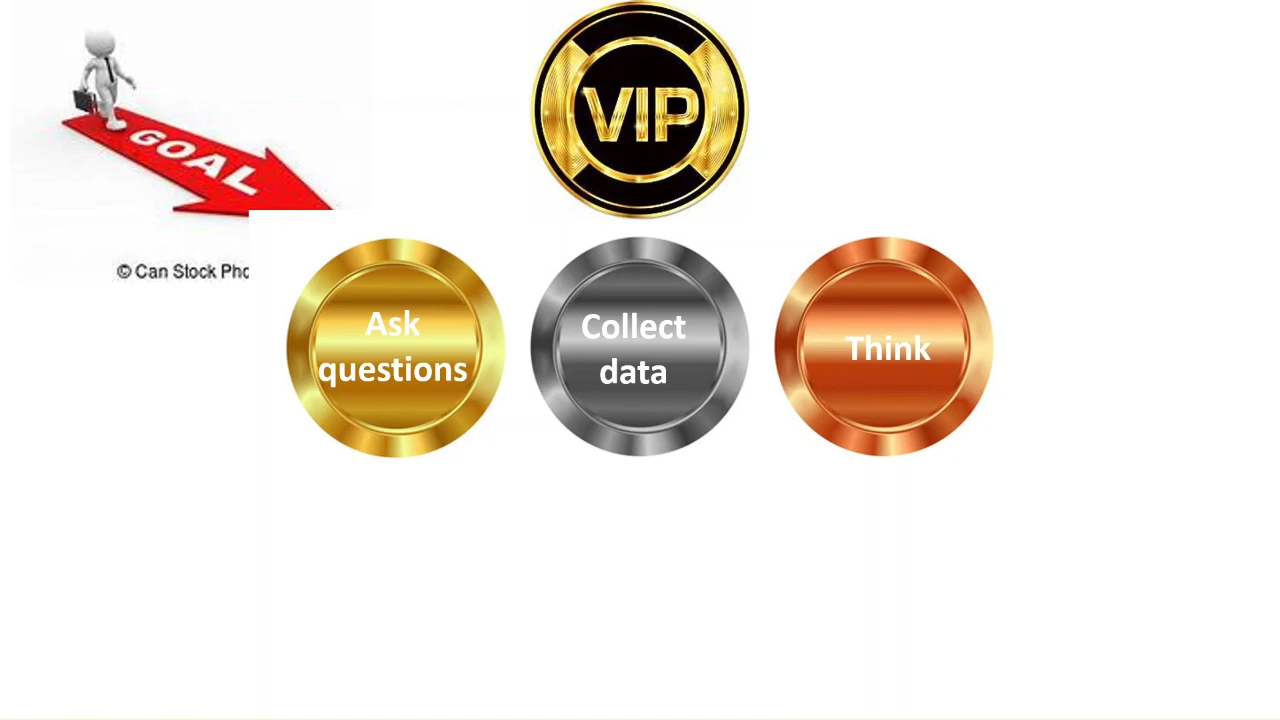 GOAL
VIP
© Can Stock Pho
Ask
questions
Collect
data
Think